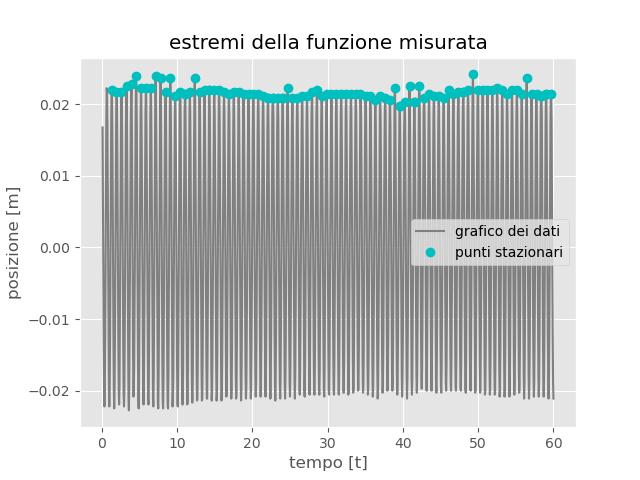 estremi della funzione misurata
0.02
0.01
0.00
−0.01
−0.02
posizione [m]
grafico dei dati
punti stazionari
0 10 20 30 40 50 60
tempo [t]